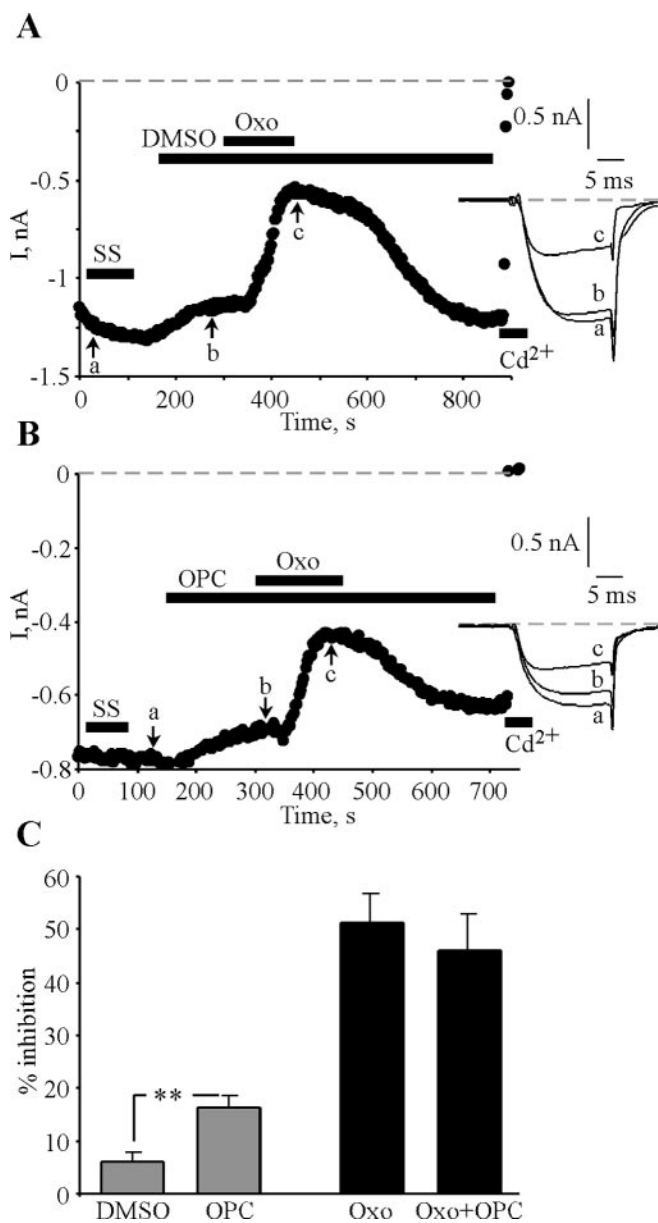 A
0
-0.5
-1
-1.5
I, nA
DMSO
Oxo
SS
a
b
c
Cd2+
0 200 400 600 800
Time, s
0.5 nA
5 ms
c
b
a
B
0
-0.2
-0.4
-0.6
-0.8
I, nA
OPC
Oxo
SS
a
b
c
Cd2+
0 100 200 300 400 500 600 700
Time, s
0.5 nA
5 ms
c
b
a
C
60
50
40
30
20
10
0
% inhibition
**
DMSO OPC Oxo Oxo+OPC